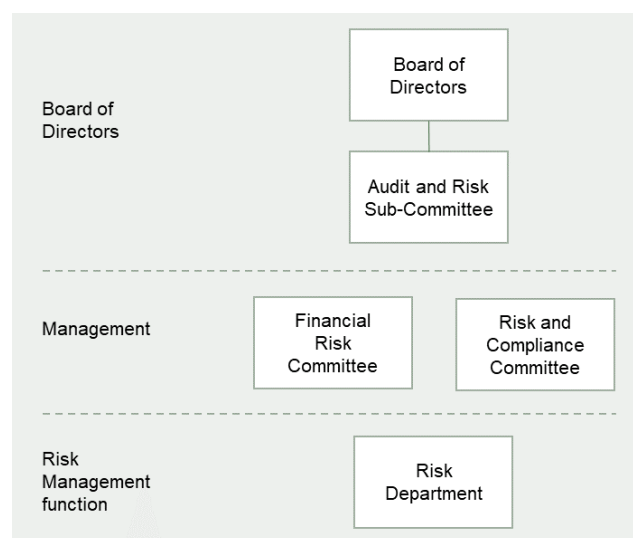 Board of
Directors
Board of
Directors
Audit and Risk
Sub-Committee
Management
Financial
Risk
Committee
Risk and
Compliance
Committee
Risk
Management
function
Risk
Department